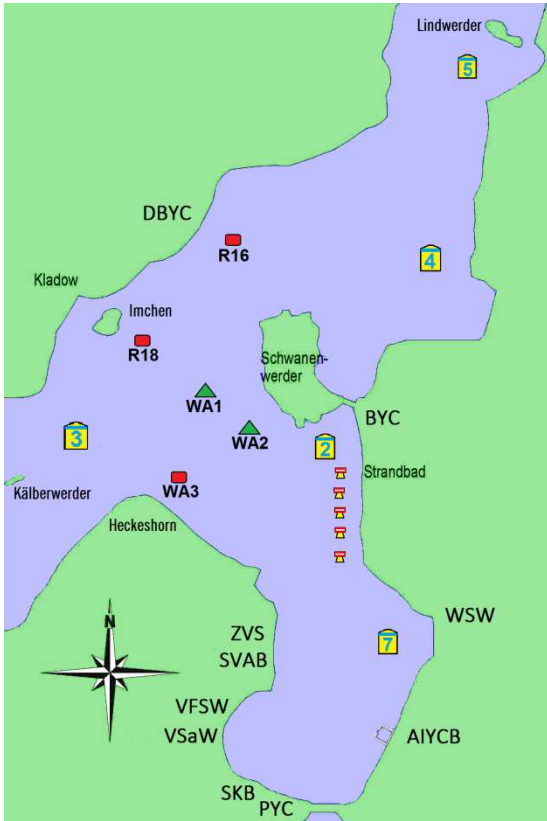 Lindwerder
5
DBYC
R16
4
Kladow
Imchen
R18
Schwanen-
werder
WA1
BYC
WA2
3
2
Strandbad
WA3
Kälberwerder
Heckeshorn
N
WSW
ZVS
7
SVAB
VFSW
VSaW
AIYCB
SKB
PYC